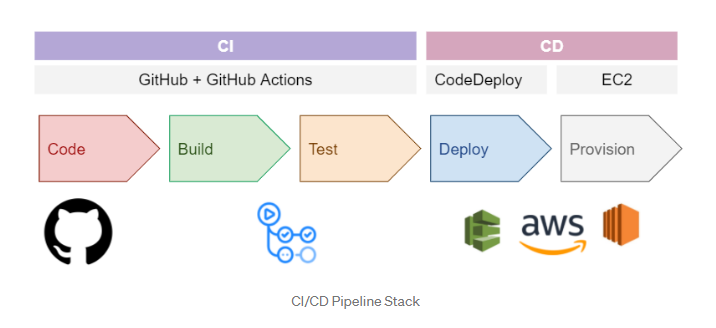 CI
CD
GitHub + GitHub Actions
CodeDeploy
EC2
Code
Build
Test
Deploy
Provision
aws
CI/CD Pipeline Stack